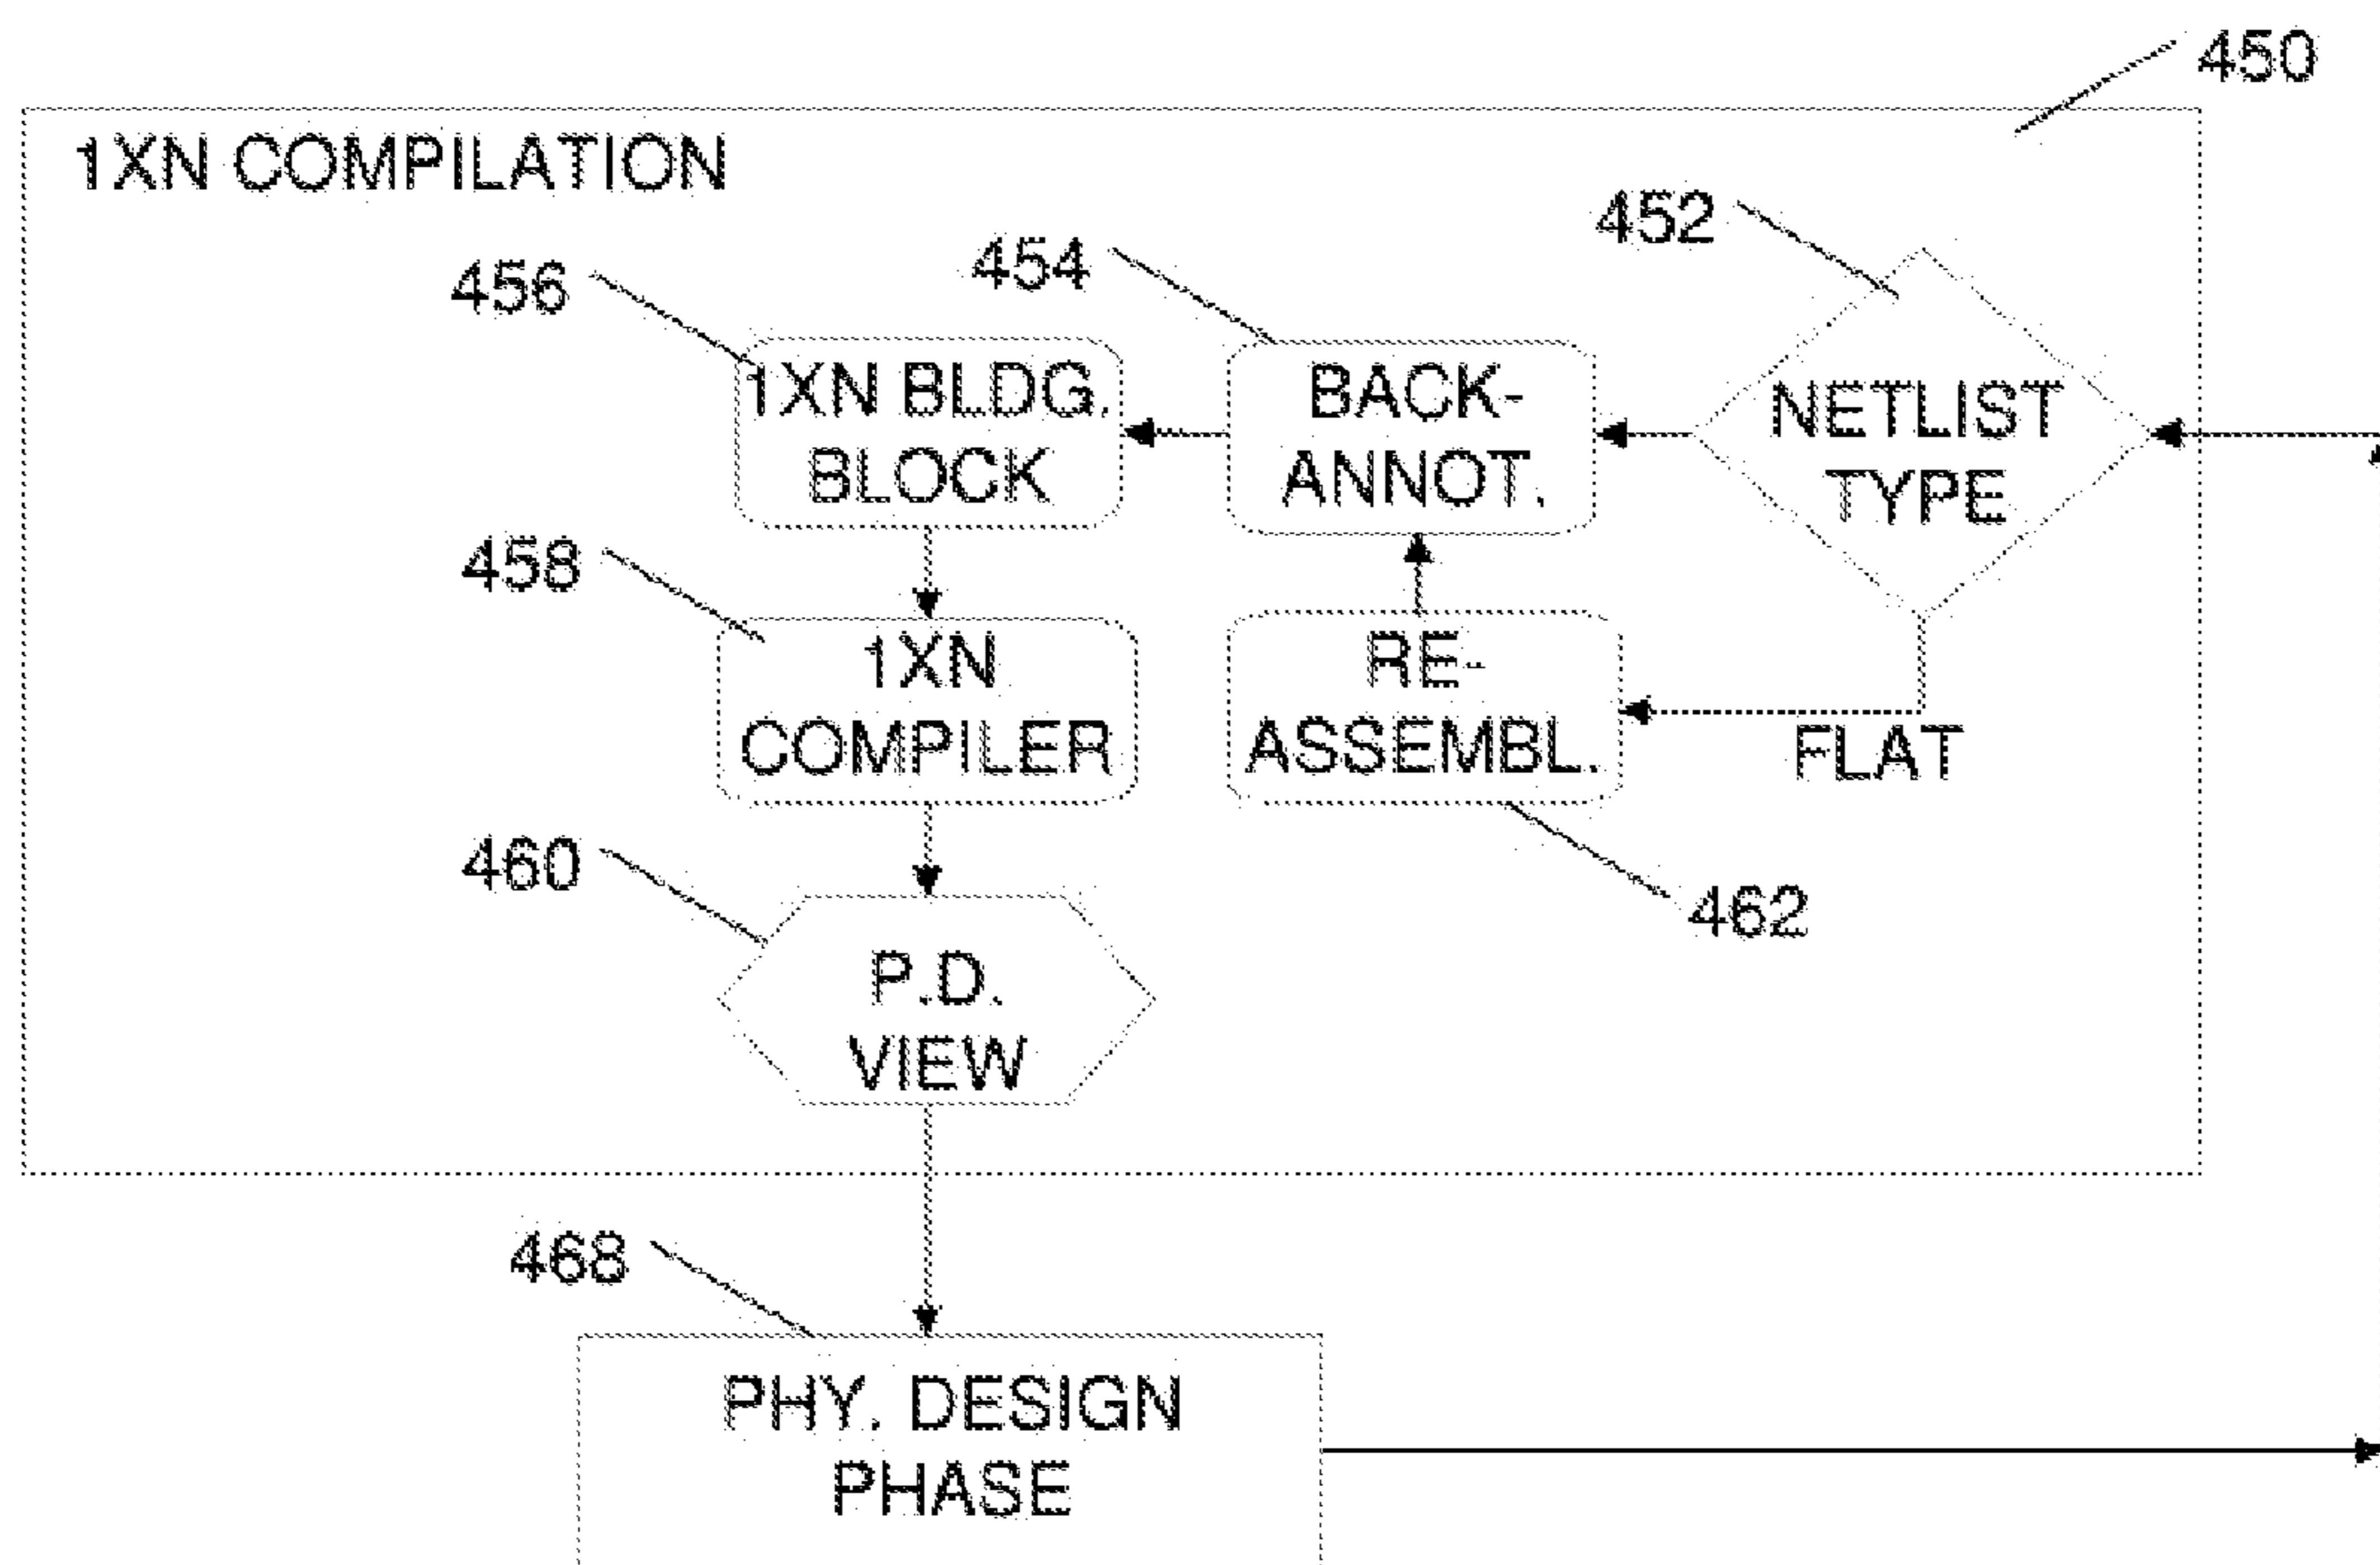 450
1XN COMPILATION
452
454
456
1XN BLDG.
BLOCK
BACK-
ANNOT.
NETLIST
TYPE
458
1XN
COMPILER
RE-
ASSEMBL.
FLAT
460
462
P.D.
VIEW
468
PHY. DESIGN
PHASE